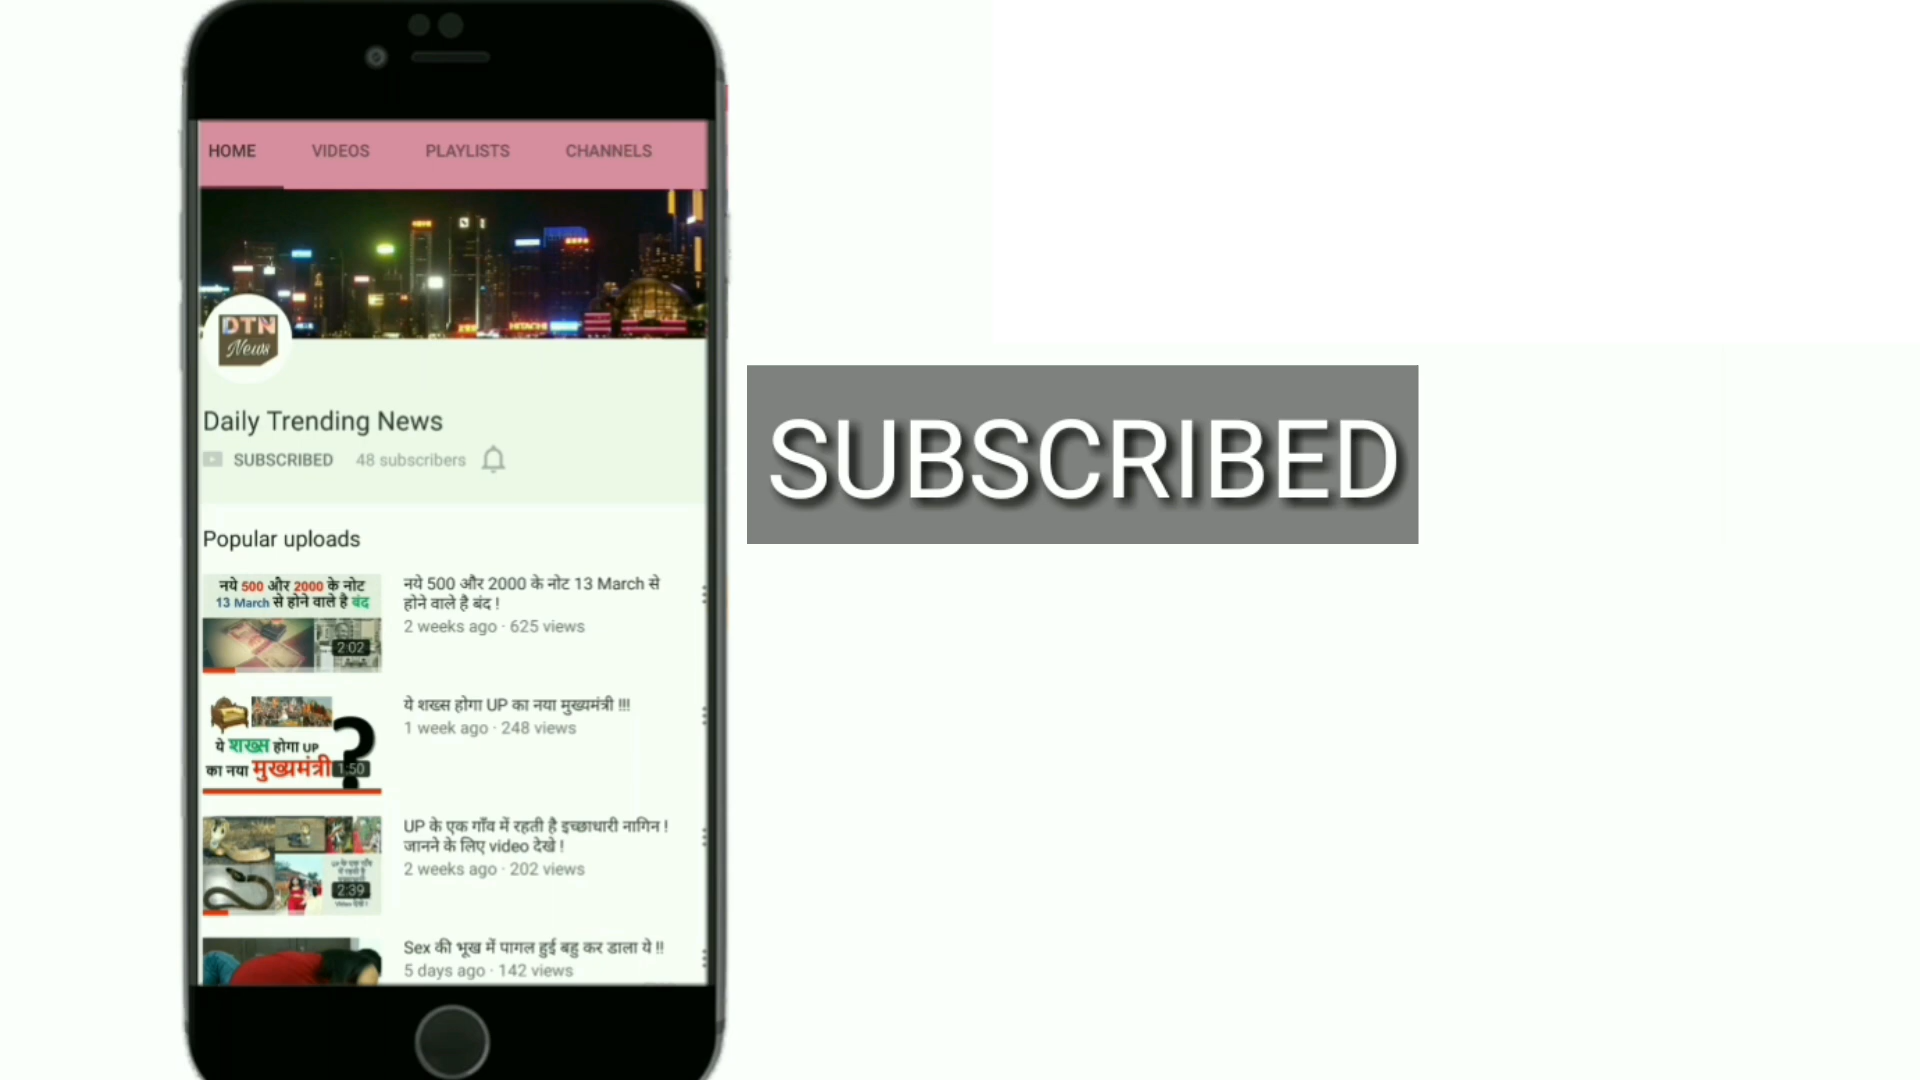 HOME VIDEOS PLAYLISTS CHANNELS
HITACHI
DTN
News
Daily Trending News
SUBSCRIBED 48 subscribers
SUBSCRIBED
Popular uploads
नये 500 और 2000 के नोट
13 March से होने वाले है बंद
2:02
नये 500 और 2000 के नोट 13 March से
होने वाले है बंद !
2 weeks ago · 625 views
ये शख्स होगा UP
का नया मुख्यमंत्री ?
1:50
ये शख्स होगा UP का नया मुख्यमंत्री !!!
1 week ago · 248 views
2:39
UP के एक गाँव में रहती है इच्छाधारी नागिन !
जानने के लिए video देखे !
2 weeks ago · 202 views
Sex की भूख में पागल हुई बहु कर डाला ये !!
5 days ago · 142 views